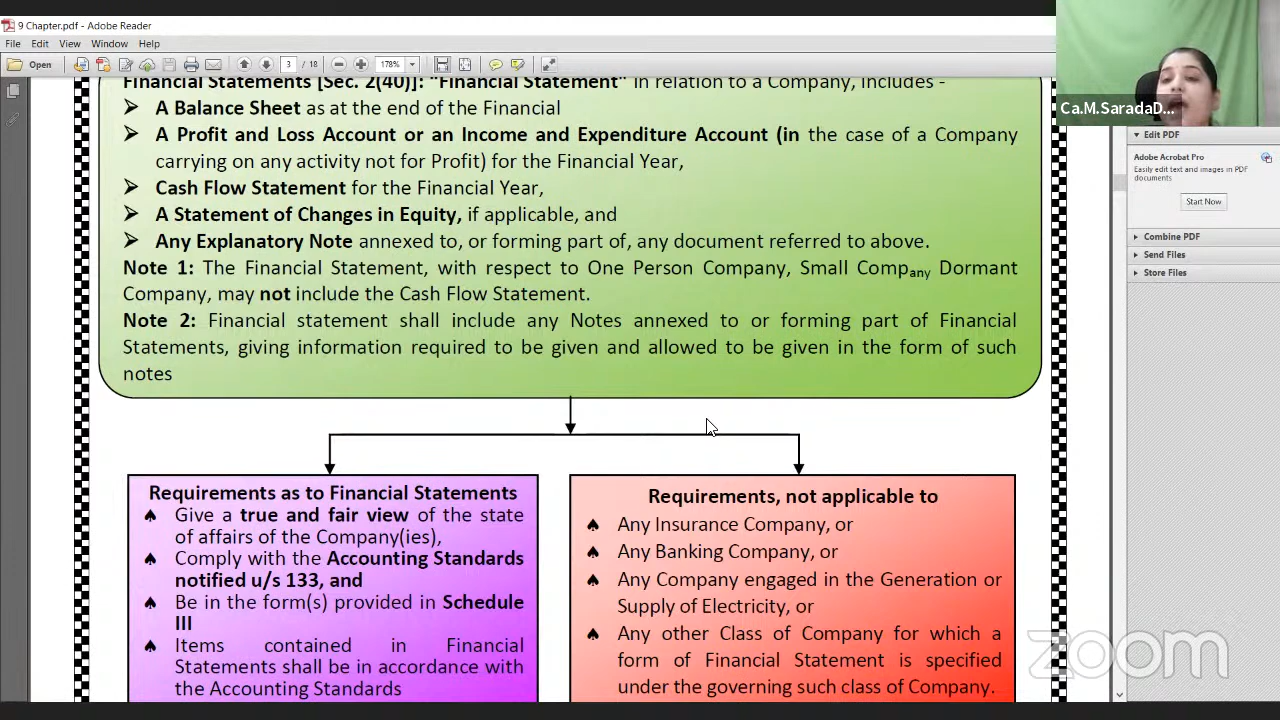 9 Chapter.pdf - Adobe Reader
File Edit View Window Help
Open 3 / 18 178%
Ca.M.SaradaD...
Financial Statements [Sec. 2(40)]: "Financial Statement" in relation to a Company, includes -
➢ A Balance Sheet as at the end of the Financial
➢ A Profit and Loss Account or an Income and Expenditure Account (in the case of a Company
carrying on any activity not for Profit) for the Financial Year,
➢ Cash Flow Statement for the Financial Year,
➢ A Statement of Changes in Equity, if applicable, and
➢ Any Explanatory Note annexed to, or forming part of, any document referred to above.
Note 1: The Financial Statement, with respect to One Person Company, Small Company Dormant
Company, may not include the Cash Flow Statement.
Note 2: Financial statement shall include any Notes annexed to or forming part of Financial
Statements, giving information required to be given and allowed to be given in the form of such
notes
Requirements as to Financial Statements
♠ Give a true and fair view of the state
of affairs of the Company(ies),
♠ Comply with the Accounting Standards
notified u/s 133, and
♠ Be in the form(s) provided in Schedule
III
♠ Items contained in Financial
Statements shall be in accordance with
the Accounting Standards
Requirements, not applicable to
♠ Any Insurance Company, or
♠ Any Banking Company, or
♠ Any Company engaged in the Generation or
Supply of Electricity, or
♠ Any other Class of Company for which a
form of Financial Statement is specified
under the governing such class of Company.
Edit PDF
Adobe Acrobat Pro
Easily edit text and images in PDF
documents
Start Now
Combine PDF
Send Files
Store Files
zoom